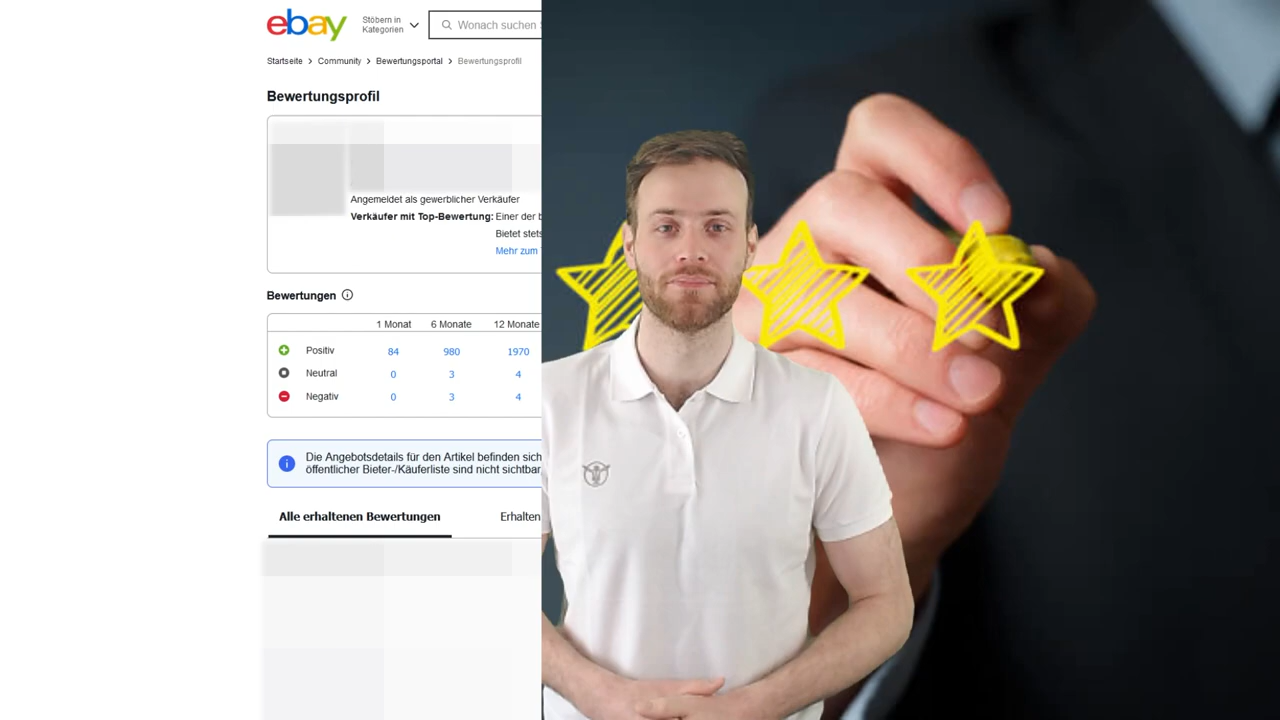 ebay
Stöbern in
Kategorien
Wonach suchen
Startseite > Community > Bewertungsportal > Bewertungsprofil
Bewertungsprofil
Angemeldet als gewerblicher Verkäufer
Verkäufer mit Top-Bewertung: Einer der
Bietet stets
Mehr zum
Bewertungen
1 Monat 6 Monate 12 Monate
Positiv 84 980 1970
Neutral 0 3 4
Negativ 0 3 4
Die Angebotsdetails für den Artikel befinden sich
öffentlicher Bieter-/Käuferliste sind nicht sichtbar
Alle erhaltenen Bewertungen Erhalten